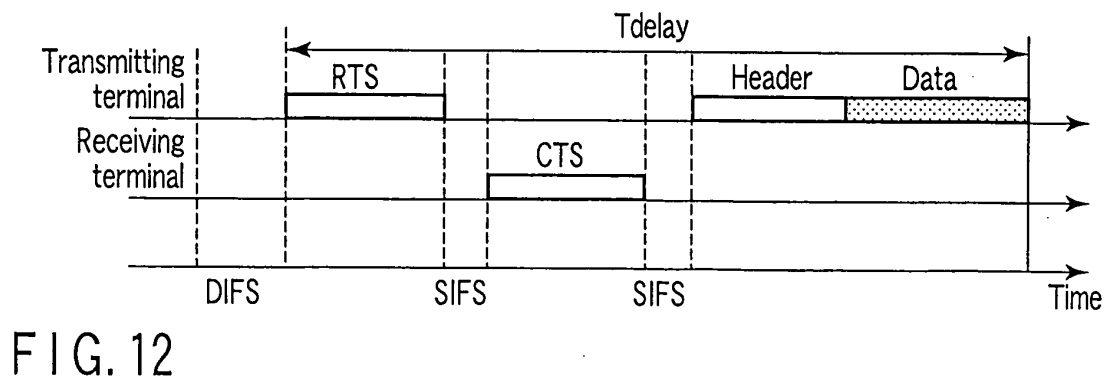 Tdelay
Transmitting
terminal
RTS
Header
Data
Receiving
terminal
CTS
DIFS
SIFS
SIFS
Time
FIG. 12